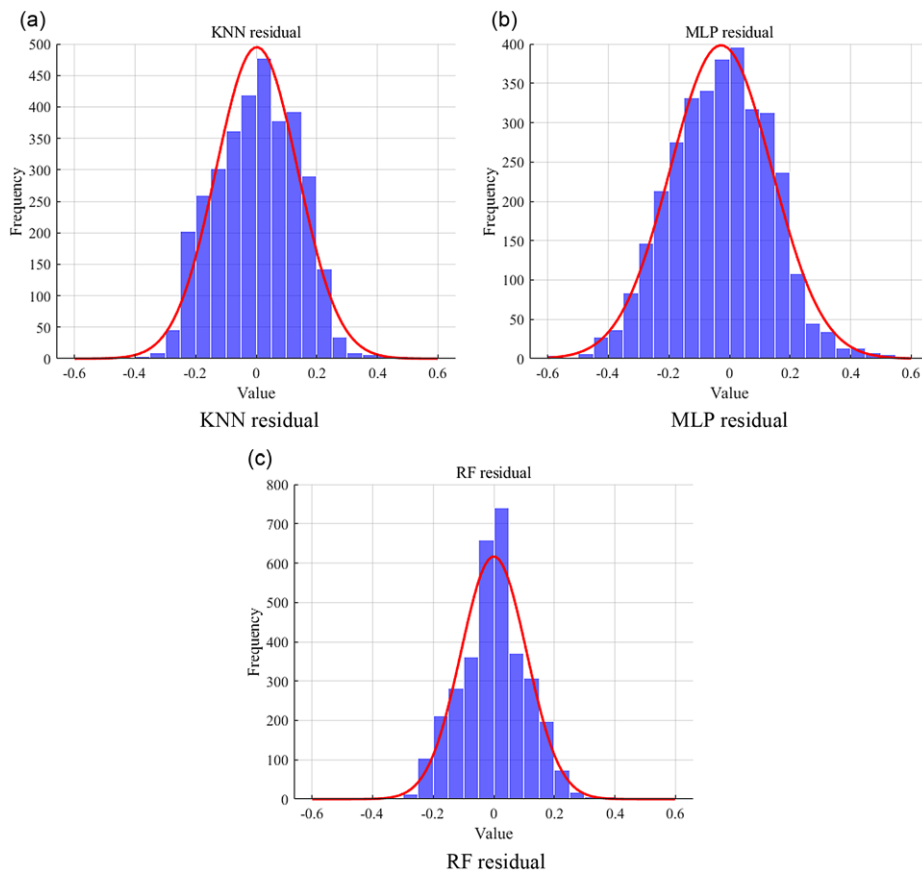 (a)
KNN residual
500
450
400
350
300
250
200
150
100
50
0
Frequency
-0.6 -0.4 -0.2 0 0.2 0.4 0.6
Value
KNN residual
(b)
MLP residual
400
350
300
250
200
150
100
50
0
Frequency
-0.6 -0.4 -0.2 0 0.2 0.4 0.6
Value
MLP residual
(c)
RF residual
800
700
600
500
400
300
200
100
0
Frequency
-0.6 -0.4 -0.2 0 0.2 0.4 0.6
Value
RF residual